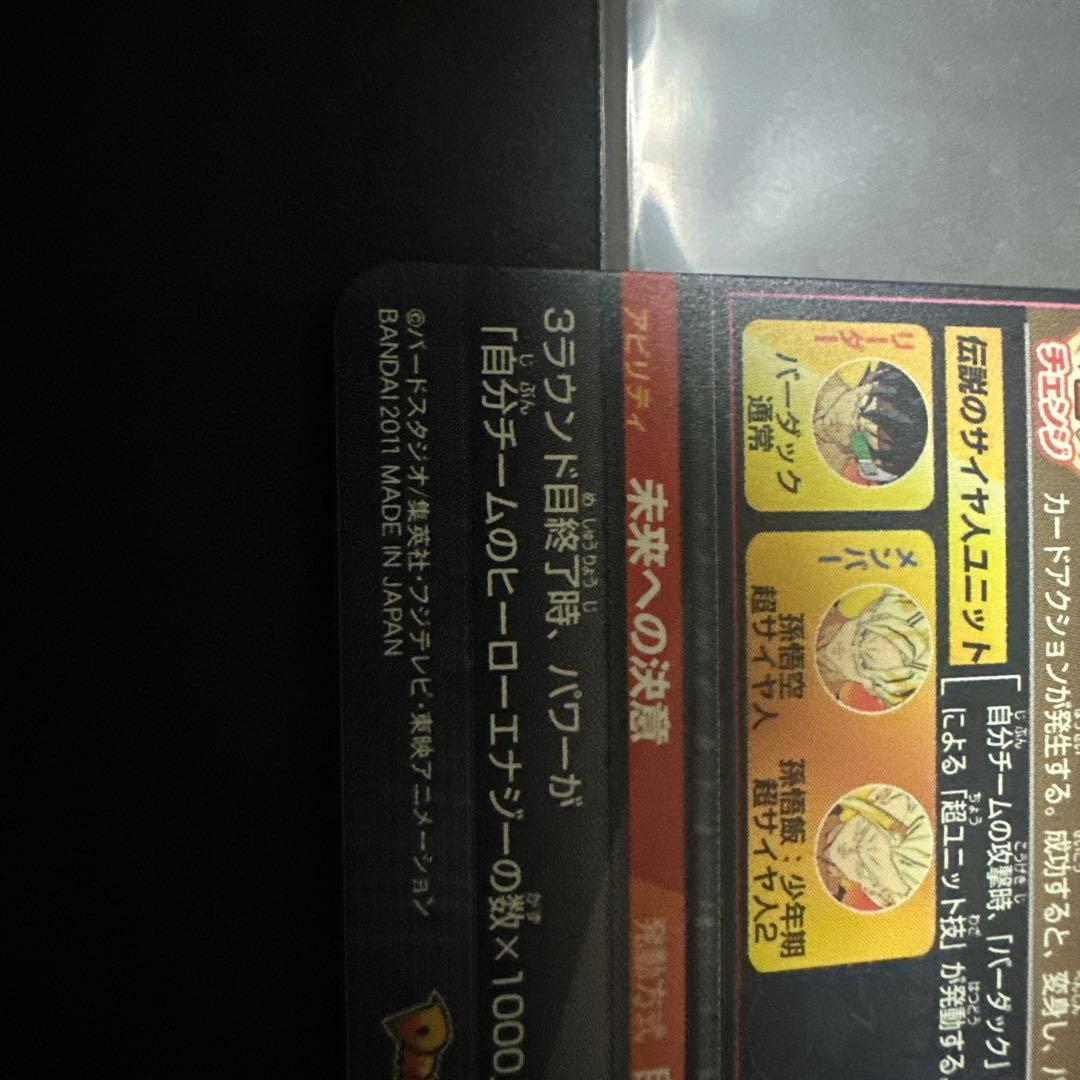 チェンジ
カードアクションが発生する。成功すると、変身し、
伝説のサイヤ人ユニット
自分チームの攻撃時、「バーダック」
による「超ユニット技」が発動する
リーダー
バーダック
通常
メンバー
孫悟空
超サイヤ人
孫悟飯:少年期
超サイヤ人2
アビリティ 未来への決意 発動方式
3ラウンド目終了時、パワーが
「自分チームのヒーローエナジーの数×1000
©バードスタジオ/集英社・フジテレビ・東映アニメーション
BANDAI 2011 MADE IN JAPAN